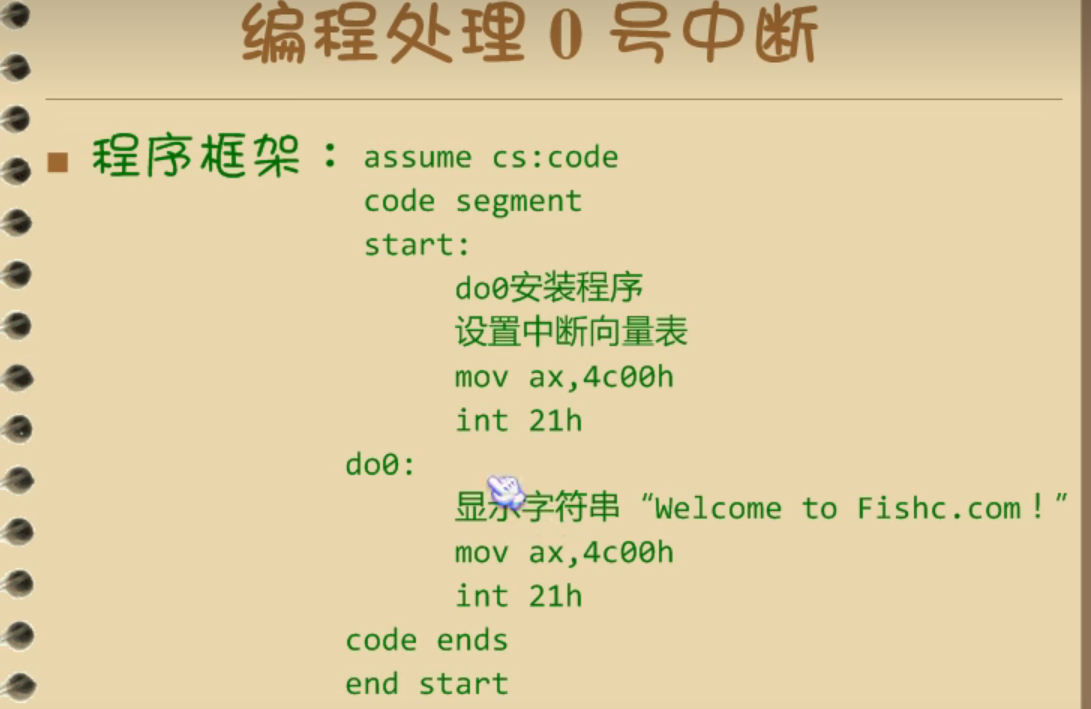 编程处理 0 号中断
程序框架：assume cs:code
code segment
start:
do0安装程序
设置中断向量表
mov ax,4c00h
int 21h
do0:
显示字符串“Welcome to Fishc.com！”
mov ax,4c00h
int 21h
code ends
end start